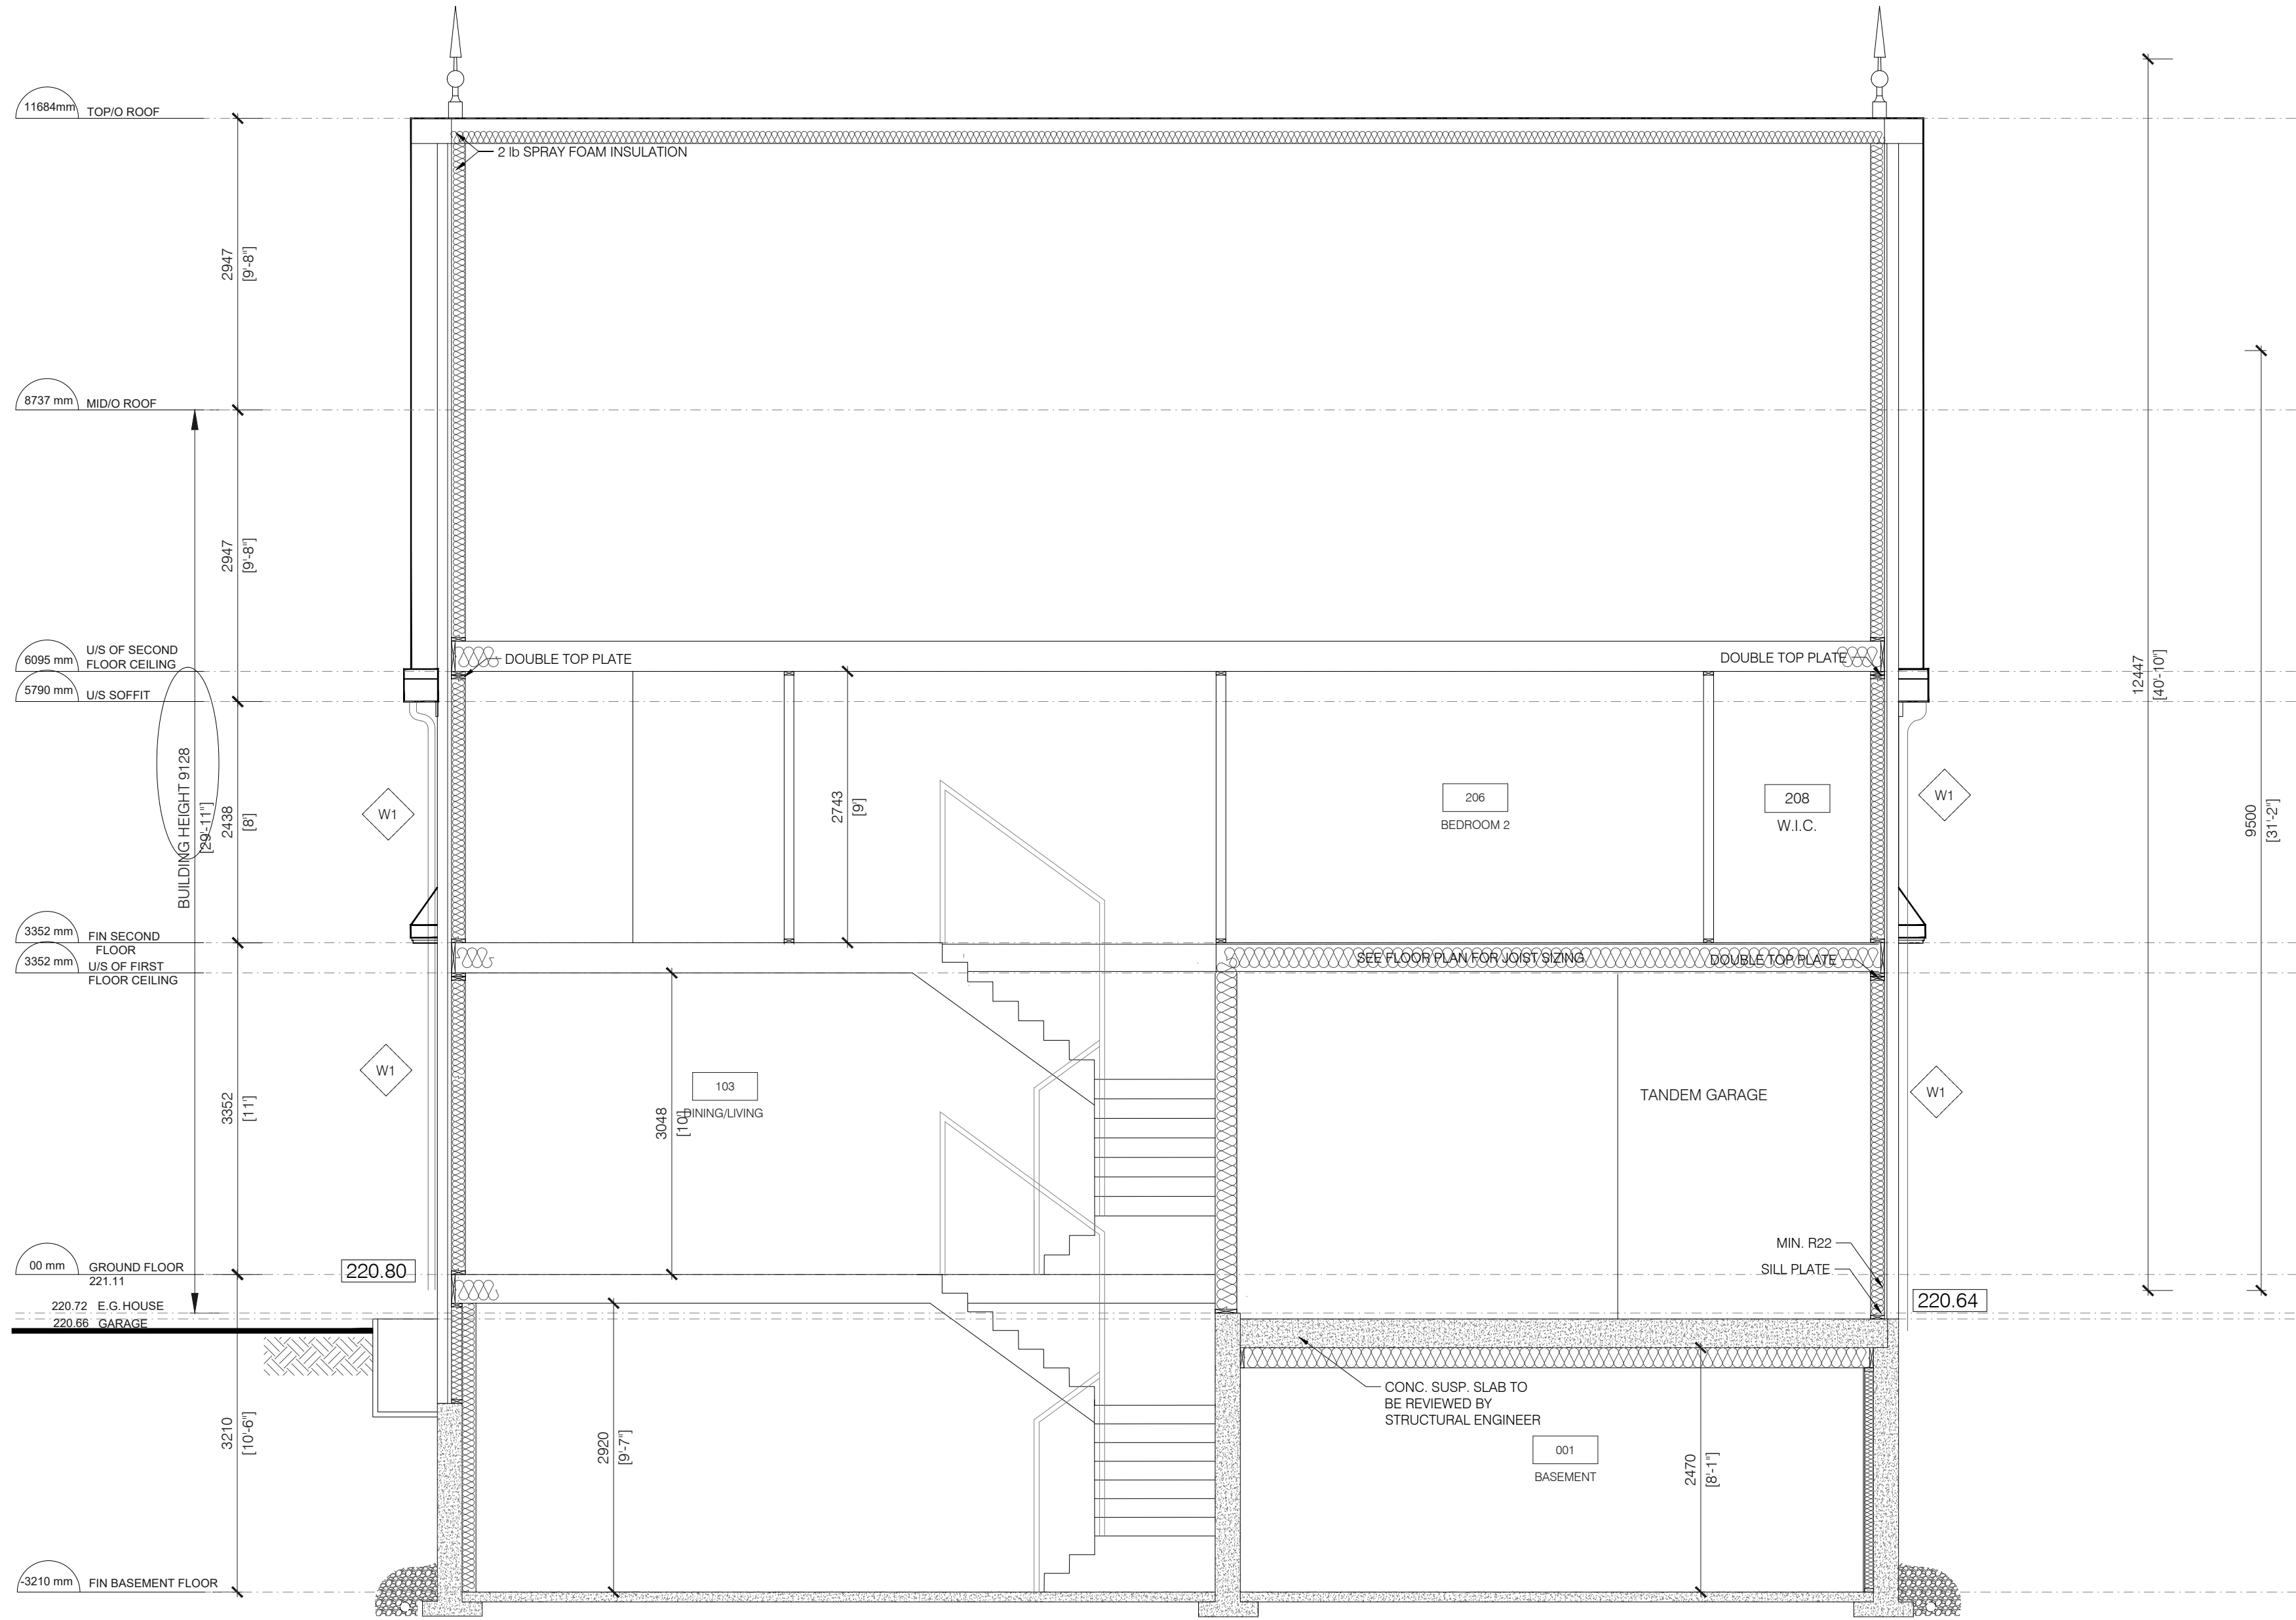 11684mm
TOP/O ROOF
2 lb SPRAY FOAM INSULATION
2947
[9'-8"]
8737 mm
MID/O ROOF
2947
[9'-8"]
6095 mm
U/S OF SECOND
FLOOR CEILING
DOUBLE TOP PLATE
DOUBLE TOP PLATE
5790 mm
U/S SOFFIT
12447
[40'-10"]
BUILDING HEIGHT 9128
[29'-11"]
2438
[8']
W1
2743
[9']
206
BEDROOM 2
208
W.I.C.
W1
9500
[31'-2"]
3352 mm
FIN SECOND
FLOOR
3352 mm
U/S OF FIRST
FLOOR CEILING
SEE FLOOR PLAN FOR JOIST SIZING
DOUBLE TOP PLATE
3352
[11']
W1
3048
[10']
103
DINING/LIVING
TANDEM GARAGE
W1
00 mm
GROUND FLOOR
221.11
220.80
MIN. R22
SILL PLATE
220.72 E.G. HOUSE
220.66 GARAGE
220.64
CONC. SUSP. SLAB TO
BE REVIEWED BY
STRUCTURAL ENGINEER
3210
[10'-6"]
2920
[9'-7"]
001
BASEMENT
2470
[8'-1"]
-3210 mm
FIN BASEMENT FLOOR